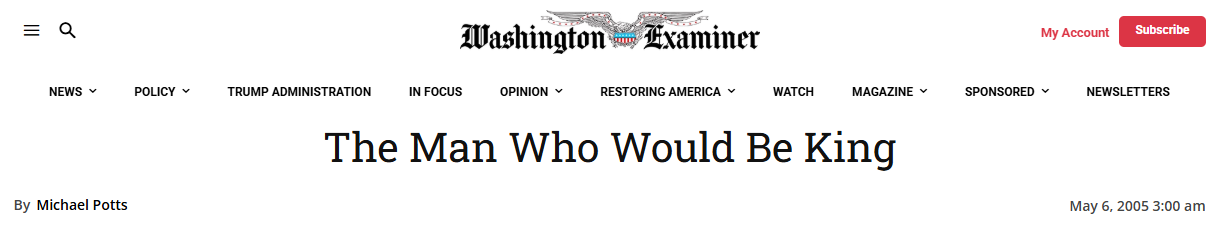 Washington Examiner
My Account
Subscribe
NEWS POLICY TRUMP ADMINISTRATION IN FOCUS OPINION RESTORING AMERICA WATCH MAGAZINE SPONSORED NEWSLETTERS
The Man Who Would Be King
By Michael Potts
May 6, 2005 3:00 am